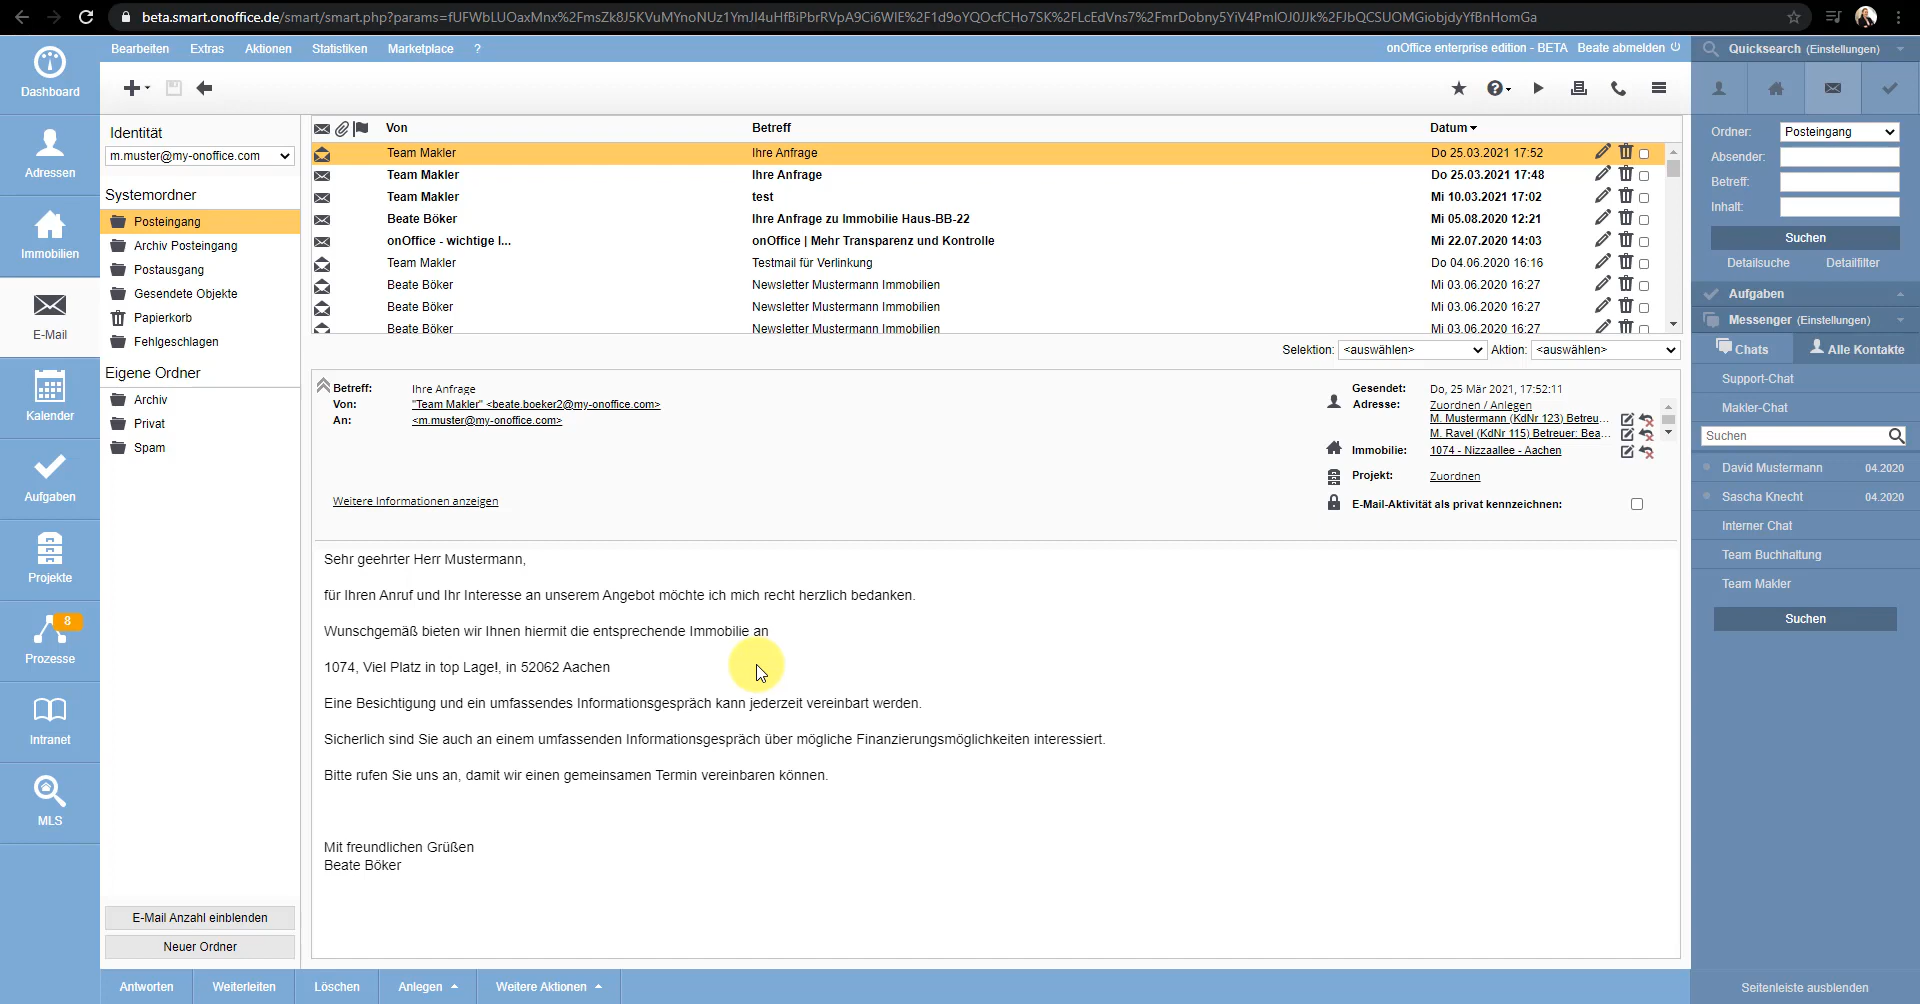 beta.smart.onoffice.de/smart/smart.php?params=fUFWbLUOaxMnx%2FmsZk8J5KVuMYnoNUz1YmJI4uHfBiPbrRVpA9Ci6WIE%2F1d9oYQOcfCHo7SK%2FLcEdVns7%2FmrDobny5YiV4PmIOJ0JJk%2FJbQCSUOMGiobjdyYfBnHomGa
Bearbeiten Extras Aktionen Statistiken Marketplace ?
onOffice enterprise edition - BETA Beate abmelden
Quicksearch (Einstellungen)
Dashboard
Adressen
Immobilien
E-Mail
Kalender
Aufgaben
Projekte
8
Prozesse
Intranet
MLS
Identität
m.muster@my-onoffice.com
Systemordner
Posteingang
Archiv Posteingang
Postausgang
Gesendete Objekte
Papierkorb
Fehlgeschlagen
Eigene Ordner
Archiv
Privat
Spam
E-Mail Anzahl einblenden
Neuer Ordner
Von Betreff Datum
Team Makler Ihre Anfrage Do 25.03.2021 17:52
Team Makler Ihre Anfrage Do 25.03.2021 17:48
Team Makler test Mi 10.03.2021 17:02
Beate Böker Ihre Anfrage zu Immobilie Haus-BB-22 Mi 05.08.2020 12:21
onOffice - wichtige I... onOffice | Mehr Transparenz und Kontrolle Mi 22.07.2020 14:03
Team Makler Testmail für Verlinkung Do 04.06.2020 16:16
Beate Böker Newsletter Mustermann Immobilien Mi 03.06.2020 16:27
Beate Böker Newsletter Mustermann Immobilien Mi 03.06.2020 16:27
Beate Böker Newsletter Mustermann Immobilien Mi 03.06.2020 16:27
Selektion: <auswählen> Aktion: <auswählen>
Betreff: Ihre Anfrage
Von: "Team Makler" <beate.boeker2@my-onoffice.com>
An: <m.muster@my-onoffice.com>
Weitere Informationen anzeigen
Gesendet: Do, 25 Mär 2021, 17:52:11
Adresse: Zuordnen / Anlegen
M. Mustermann (KdNr 123) Betreu...
M. Ravel (KdNr 115) Betreuer: Bea...
Immobilie: 1074 - Nizzaallee - Aachen
Projekt: Zuordnen
E-Mail-Aktivität als privat kennzeichnen:
Sehr geehrter Herr Mustermann,
für Ihren Anruf und Ihr Interesse an unserem Angebot möchte ich mich recht herzlich bedanken.
Wunschgemäß bieten wir Ihnen hiermit die entsprechende Immobilie an
1074, Viel Platz in top Lage!, in 52062 Aachen
Eine Besichtigung und ein umfassendes Informationsgespräch kann jederzeit vereinbart werden.
Sicherlich sind Sie auch an einem umfassenden Informationsgespräch über mögliche Finanzierungsmöglichkeiten interessiert.
Bitte rufen Sie uns an, damit wir einen gemeinsamen Termin vereinbaren können.
Mit freundlichen Grüßen
Beate Böker
Antworten Weiterleiten Löschen Anlegen Weitere Aktionen
Ordner: Posteingang
Absender:
Betreff:
Inhalt:
Suchen
Detailsuche Detailfilter
Aufgaben
Messenger (Einstellungen)
Chats Alle Kontakte
Support-Chat
Makler-Chat
Suchen
David Mustermann 04.2020
Sascha Knecht 04.2020
Interner Chat
Team Buchhaltung
Team Makler
Suchen
Seitenleiste ausblenden